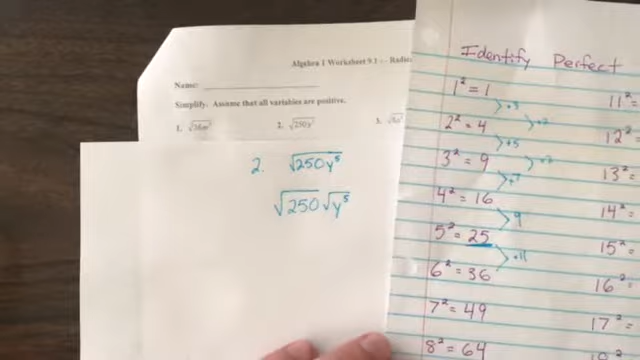 Algebra 1 Worksheet 9.1 -
Name:
Simplify: Assume that all variables are positive.
1.
2.
3.
2. √250y⁵
√250 √y⁵
Identify Perfect
1² = 1
+3
2² = 4
+2
+5
3² = 9
+2
+7
4² = 16
9
5² = 25
+11
6² = 36
7² = 49
8² = 64
11² =
12² =
13² =
14² =
15² =
16² =
17² =